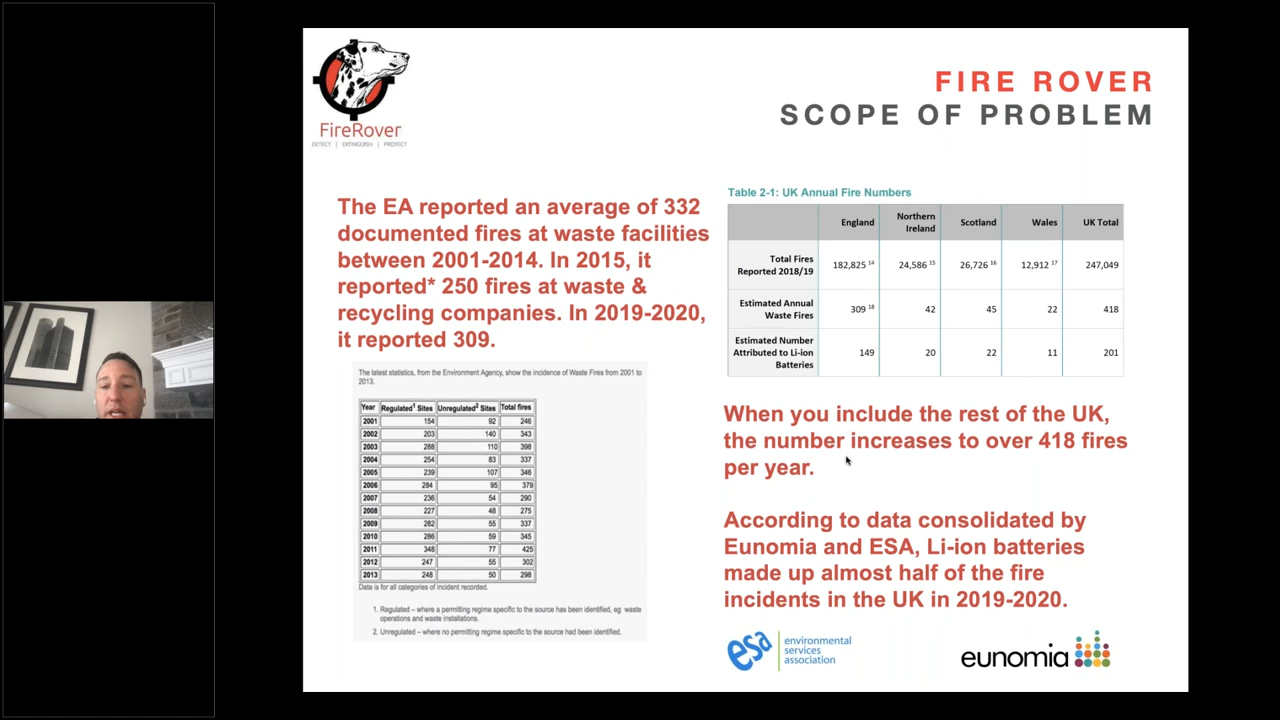 FireRover
DETECT | EXTINGUISH | PROTECT
FIRE ROVER
SCOPE OF PROBLEM
The EA reported an average of 332
documented fires at waste facilities
between 2001-2014. In 2015, it
reported* 250 fires at waste &
recycling companies. In 2019-2020,
it reported 309.
The latest statistics, from the Environment Agency, show the incidence of Waste Fires from 2001 to
2013.
Year Regulated1 Sites Unregulated2 Sites Total fires
2001 154 92 246
2002 203 140 343
2003 288 110 398
2004 254 83 337
2005 239 107 346
2006 284 95 379
2007 236 54 290
2008 227 48 275
2009 282 55 337
2010 286 59 345
2011 348 77 425
2012 247 55 302
2013 248 50 298
Data is for all categories of incident recorded.
1. Regulated – where a permitting regime specific to the source has been identified, eg waste
operations and waste installations.
2. Unregulated – where no permitting regime specific to the source had been identified.
Table 2-1: UK Annual Fire Numbers
England Northern Ireland Scotland Wales UK Total
Total Fires Reported 2018/19 182,825 14 24,586 15 26,726 16 12,912 17 247,049
Estimated Annual Waste Fires 309 18 42 45 22 418
Estimated Number Attributed to Li-ion Batteries 149 20 22 11 201
When you include the rest of the UK,
the number increases to over 418 fires
per year.
According to data consolidated by
Eunomia and ESA, Li-ion batteries
made up almost half of the fire
incidents in the UK in 2019-2020.
esa
environmental
services
association
eunomia